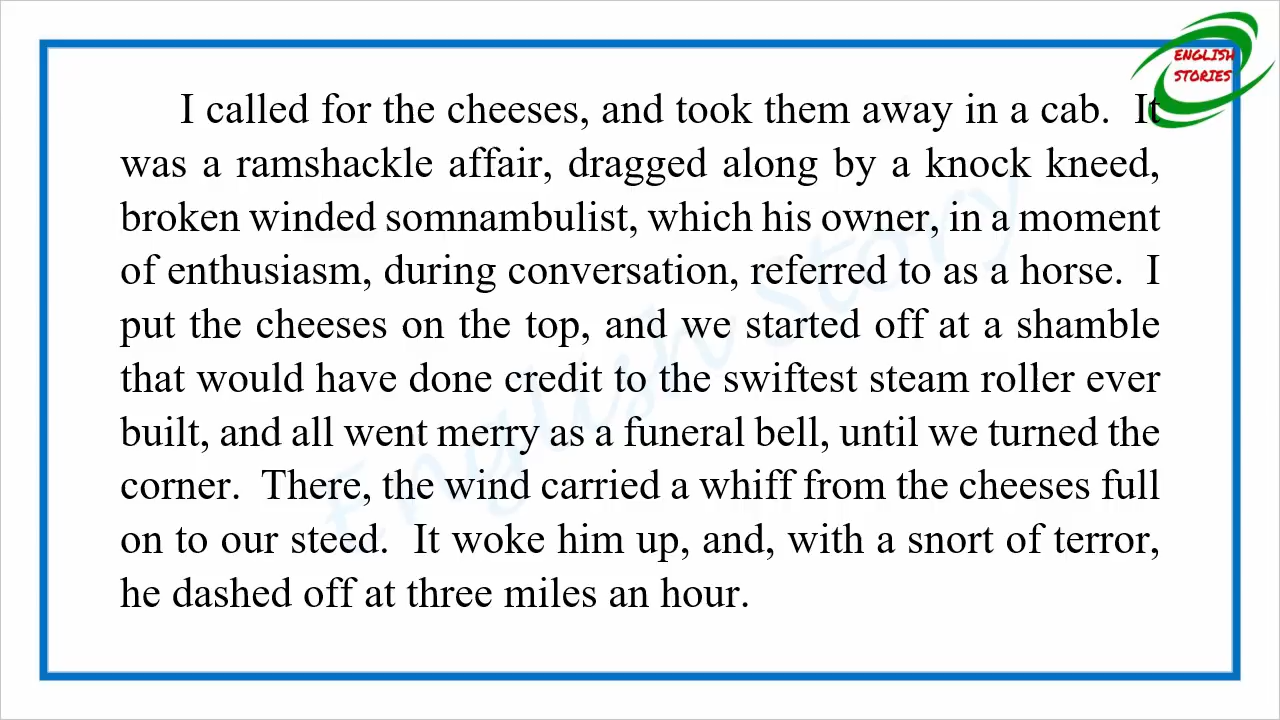 ENGLISH
STORIES
I called for the cheeses, and took them away in a cab. It
was a ramshackle affair, dragged along by a knock kneed,
broken winded somnambulist, which his owner, in a moment
of enthusiasm, during conversation, referred to as a horse. I
put the cheeses on the top, and we started off at a shamble
that would have done credit to the swiftest steam roller ever
built, and all went merry as a funeral bell, until we turned the
corner. There, the wind carried a whiff from the cheeses full
on to our steed. It woke him up, and, with a snort of terror,
he dashed off at three miles an hour.
English Story